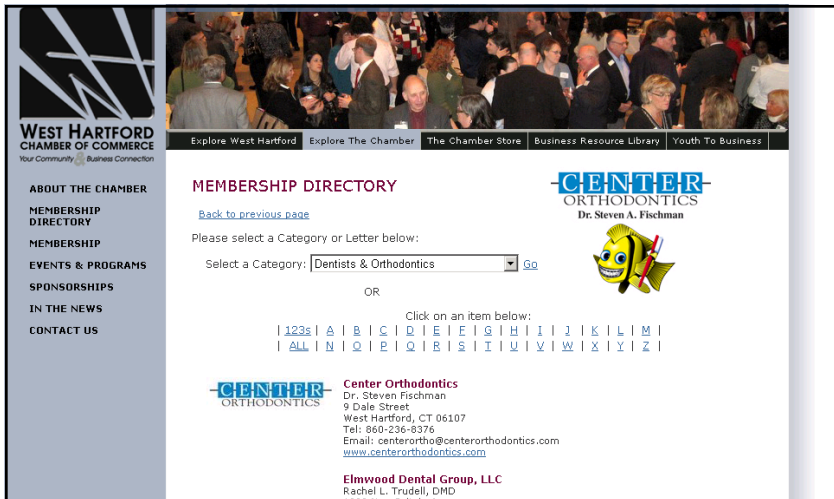 WEST HARTFORD
CHAMBER OF COMMERCE
Your Community & Business Connection
Explore West Hartford Explore The Chamber The Chamber Store Business Resource Library Youth To Business
ABOUT THE CHAMBER
MEMBERSHIP
DIRECTORY
MEMBERSHIP
EVENTS & PROGRAMS
SPONSORSHIPS
IN THE NEWS
CONTACT US
MEMBERSHIP DIRECTORY
CENTER
ORTHODONTICS
Dr. Steven A. Fischman
Back to previous page
Please select a Category or Letter below:
Select a Category: Dentists & Orthodontics Go
OR
Click on an item below:
| 123s | A | B | C | D | E | F | G | H | I | J | K | L | M |
| ALL | N | O | P | Q | R | S | T | U | V | W | X | Y | Z |
CENTER
ORTHODONTICS
Center Orthodontics
Dr. Steven Fischman
9 Dale Street
West Hartford, CT 06107
Tel: 860-236-8376
Email: centerortho@centerorthodontics.com
www.centerorthodontics.com
Elmwood Dental Group, LLC
Rachel L. Trudell, DMD